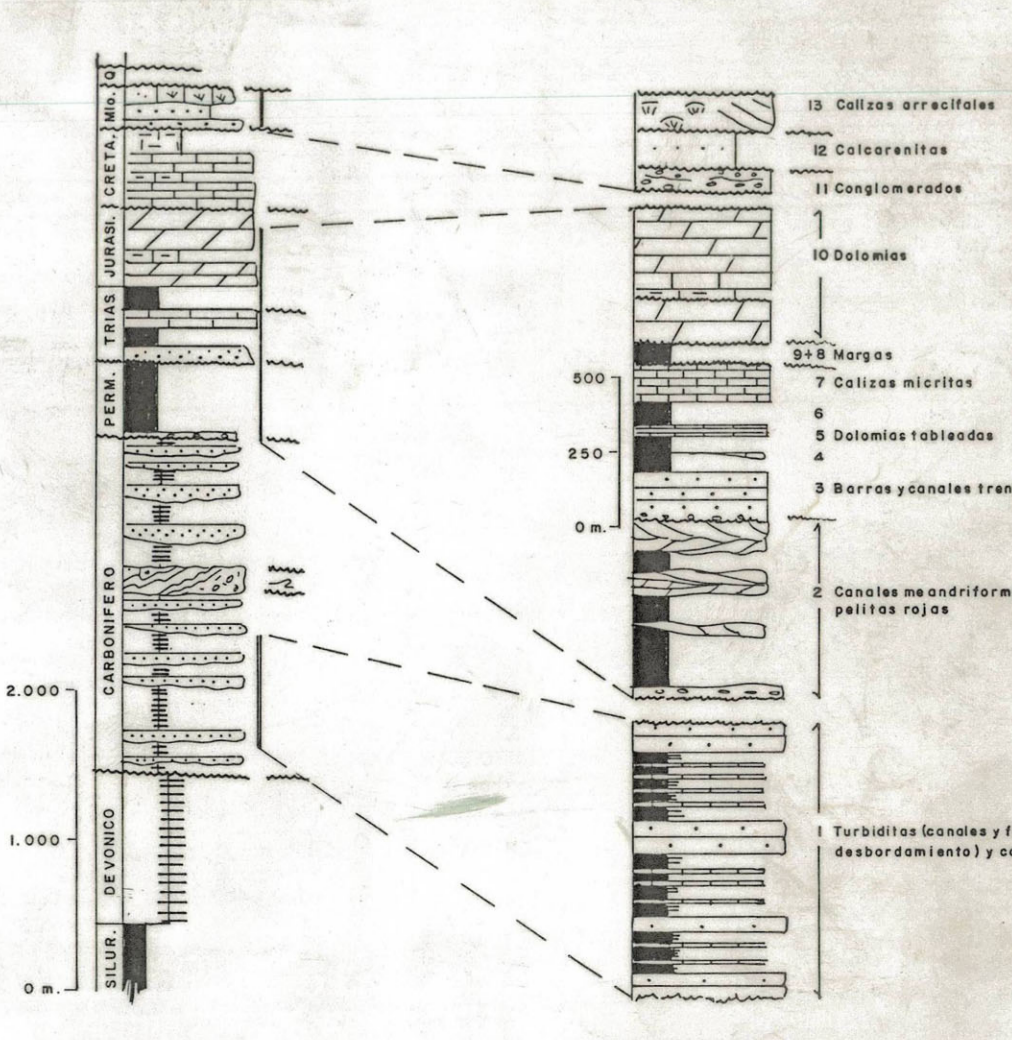 Q
Mio.
CRETA.
JURASI.
TRIAS
PERM.
CARBONIFERO
DEVONICO
SILUR.
2.000
1.000
0 m.
500
250
0 m.
13 Calizas arrecifales
12 Calcarenitas
11 Conglomerados
10 Dolomias
9+8 Margas
7 Calizas micritas
6
5 Dolomias tableadas
4
3 Barras y canales tren
2 Canales meandriform
pelitas rojas
1 Turbiditas (canales y f
desbordamiento) y co